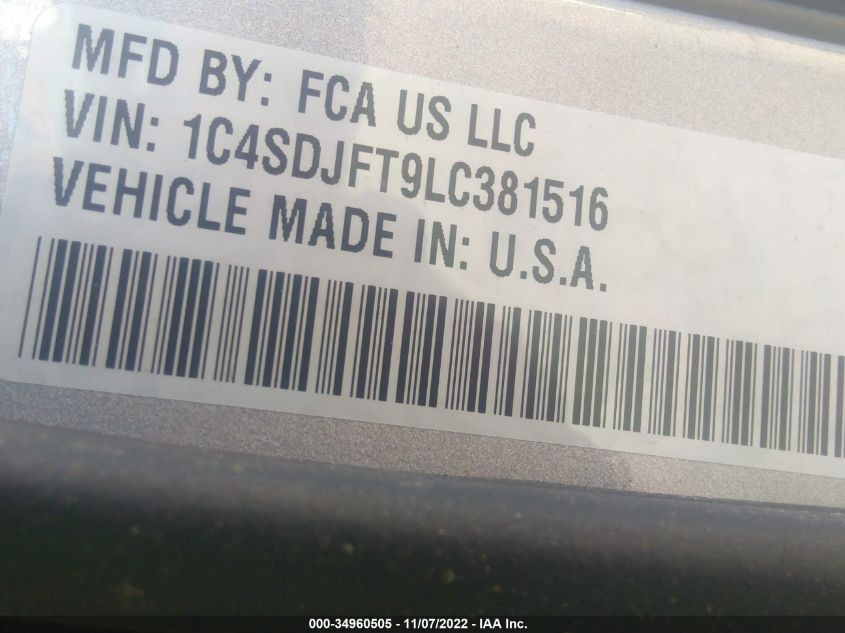 MFD BY: FCA US LLC
VIN: 1C4SDJFT9LC381516
VEHICLE MADE IN: U.S.A.
000-34960505 - 11/07/2022 - IAA Inc.